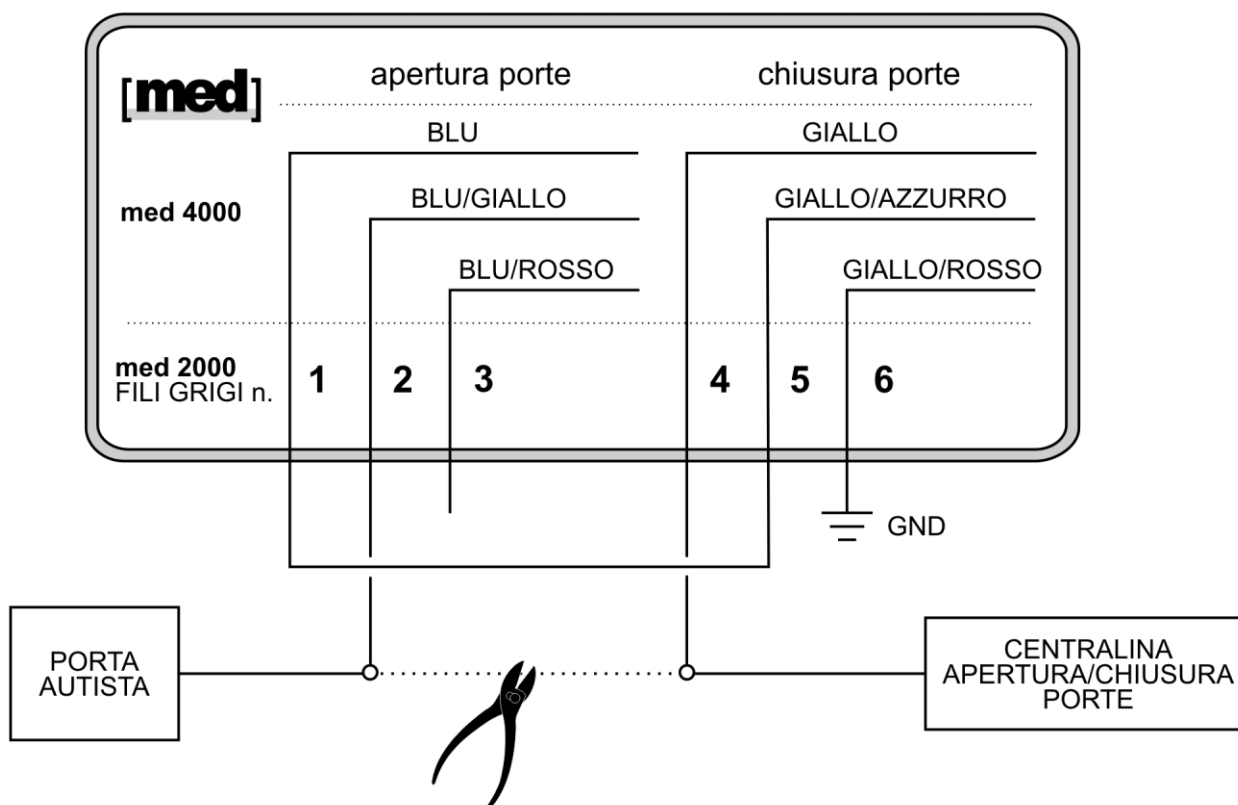 [med]
apertura porte
chiusura porte
BLU
GIALLO
med 4000
BLU/GIALLO
GIALLO/AZZURRO
BLU/ROSSO
GIALLO/ROSSO
med 2000
FILI GRIGI n.
1
2
3
4
5
6
GND
PORTA
AUTISTA
CENTRALINA
APERTURA/CHIUSURA
PORTE